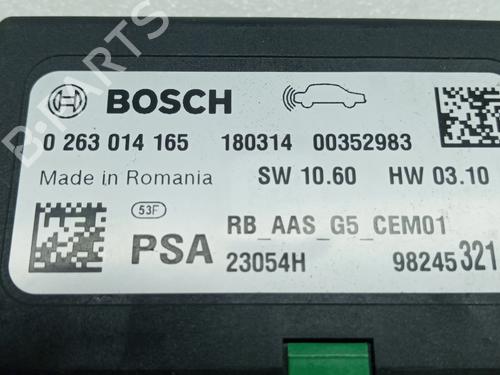 B-PARTS
BOSCH
0 263 014 165 180314 00352983
Made in Romania SW 10.60 HW 03.10
53F
PSA RB_AAS_G5_CEM01
23054H 98245321